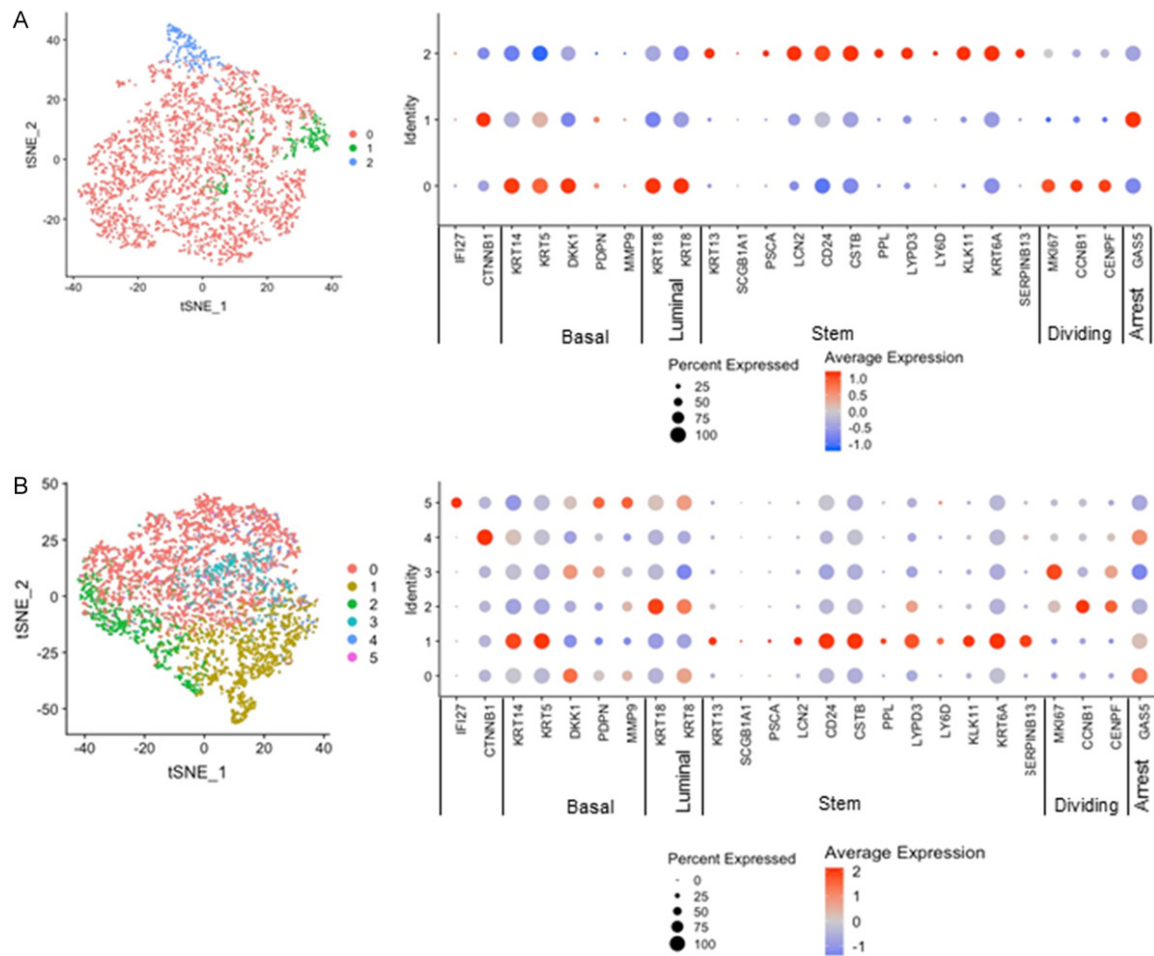 A
tSNE_2
40
20
0
-20
-40
-20
0
20
40
tSNE_1
0
1
2
Identity
2
1
0
IFI27
CTNNB1
KRT14
KRT5
DKK1
PDPN
MMP9
KRT18
KRT8
KRT13
SCGB1A1
PSCA
LCN2
CD24
CSTB
PPL
LYPD3
LY6D
KLK11
KRT6A
SERPINB13
MKI67
CCNB1
CENPF
GAS5
Basal
Luminal
Stem
Dividing
Arrest
Percent Expressed
25
50
75
100
Average Expression
1.0
0.5
0.0
-0.5
-1.0
B
tSNE_2
50
25
0
-25
-50
-40
-20
0
20
40
tSNE_1
0
1
2
3
4
5
Identity
5
4
3
2
1
0
IFI27
CTNNB1
KRT14
KRT5
DKK1
PDPN
MMP9
KRT18
KRT8
KRT13
SCGB1A1
PSCA
LCN2
CD24
CSTB
PPL
LYPD3
LY6D
KLK11
KRT6A
SERPINB13
MKI67
CCNB1
CENPF
GAS5
Basal
Luminal
Stem
Dividing
Arrest
Percent Expressed
0
25
50
75
100
Average Expression
2
1
0
-1